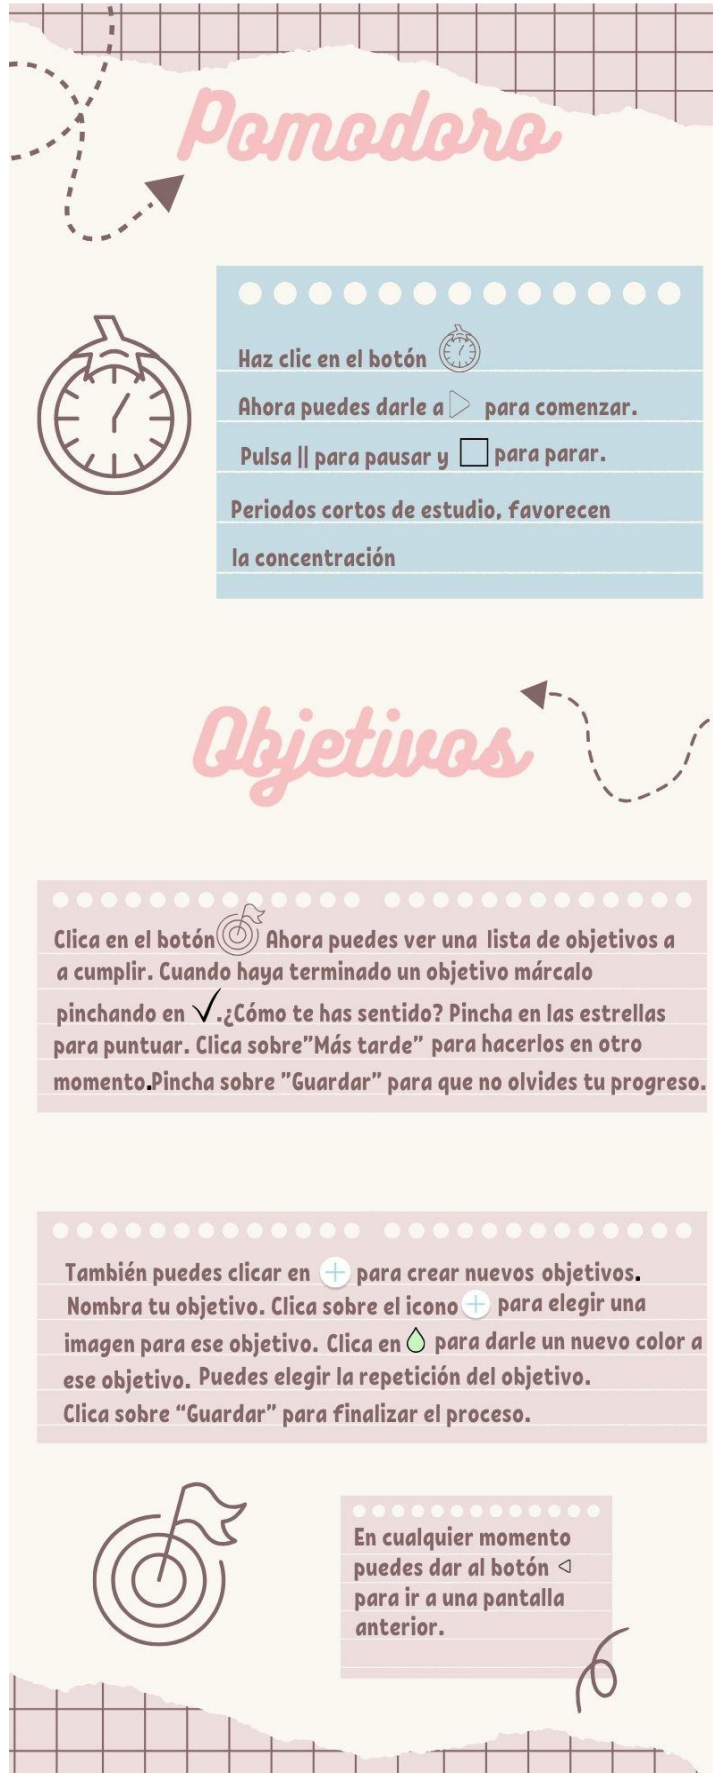 Pomodoro
Haz clic en el botón
Ahora puedes darle a para comenzar.
Pulsa || para pausar y para parar.
Periodos cortos de estudio, favorecen
la concentración
Objetivos
Clica en el botón Ahora puedes ver una lista de objetivos a
a cumplir. Cuando haya terminado un objetivo márcalo
pinchando en ✓.¿Cómo te has sentido? Pincha en las estrellas
para puntuar. Clica sobre"Más tarde" para hacerlos en otro
momento.Pincha sobre "Guardar" para que no olvides tu progreso.
También puedes clicar en + para crear nuevos objetivos.
Nombra tu objetivo. Clica sobre el icono + para elegir una
imagen para ese objetivo. Clica en para darle un nuevo color a
ese objetivo. Puedes elegir la repetición del objetivo.
Clica sobre "Guardar" para finalizar el proceso.
En cualquier momento
puedes dar al botón
para ir a una pantalla
anterior.